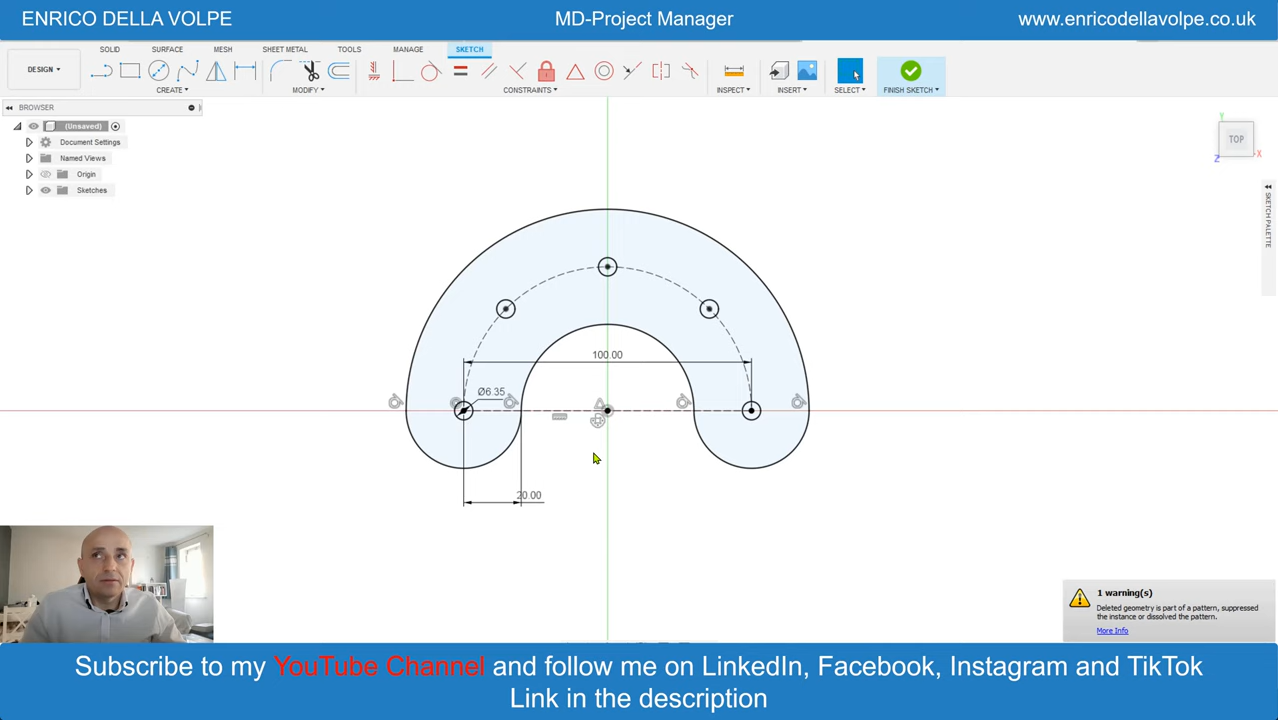 ENRICO DELLA VOLPE
MD-Project Manager
www.enricodellavolpe.co.uk
SOLID
SURFACE
MESH
SHEET METAL
TOOLS
MANAGE
SKETCH
DESIGN
CREATE
MODIFY
CONSTRAINTS
INSPECT
INSERT
SELECT
FINISH SKETCH
BROWSER
(Unsaved)
Document Settings
Named Views
Origin
Sketches
Y
TOP
X
Z
SKETCH PALETTE
100.00
Ø6.35
20.00
1 warning(s)
Deleted geometry is part of a pattern, suppressed
the instance or dissolved the pattern.
More Info
Subscribe to my YouTube Channel and follow me on LinkedIn, Facebook, Instagram and TikTok
Link in the description